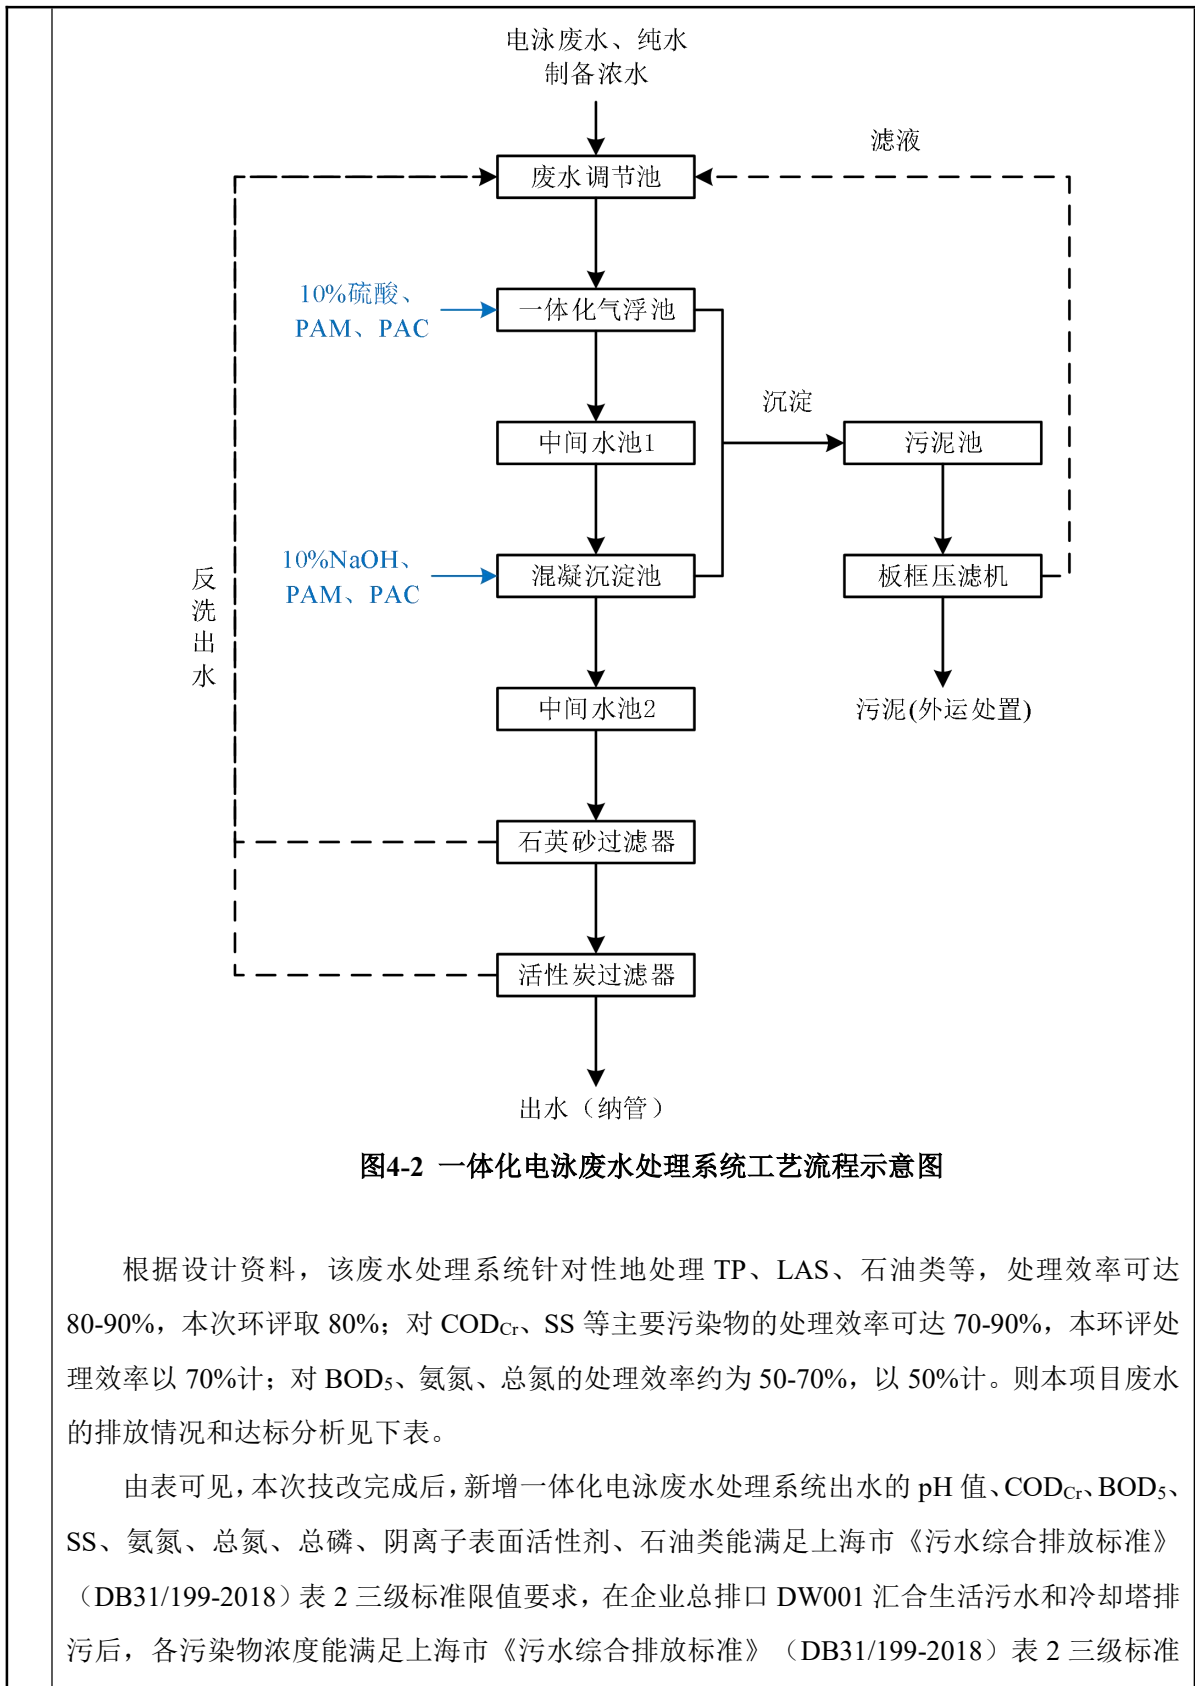 电泳废水、纯水
制备浓水
滤液
废水调节池
10%硫酸、
PAM、PAC
一体化气浮池
沉淀
中间水池1
污泥池
10%NaOH、
PAM、PAC
混凝沉淀池
板框压滤机
反
洗
出
水
中间水池2
污泥(外运处置)
石英砂过滤器
活性炭过滤器
出水（纳管）
图4-2 一体化电泳废水处理系统工艺流程示意图
根据设计资料，该废水处理系统针对性地处理 TP、LAS、石油类等，处理效率可达
80-90%，本次环评取 80%；对 CODCr、SS 等主要污染物的处理效率可达 70-90%，本环评处
理效率以 70%计；对 BOD5、氨氮、总氮的处理效率约为 50-70%，以 50%计。则本项目废水
的排放情况和达标分析见下表。
由表可见，本次技改完成后，新增一体化电泳废水处理系统出水的 pH 值、CODCr、BOD5、
SS、氨氮、总氮、总磷、阴离子表面活性剂、石油类能满足上海市《污水综合排放标准》
（DB31/199-2018）表 2 三级标准限值要求，在企业总排口 DW001 汇合生活污水和冷却塔排
污后，各污染物浓度能满足上海市《污水综合排放标准》（DB31/199-2018）表 2 三级标准